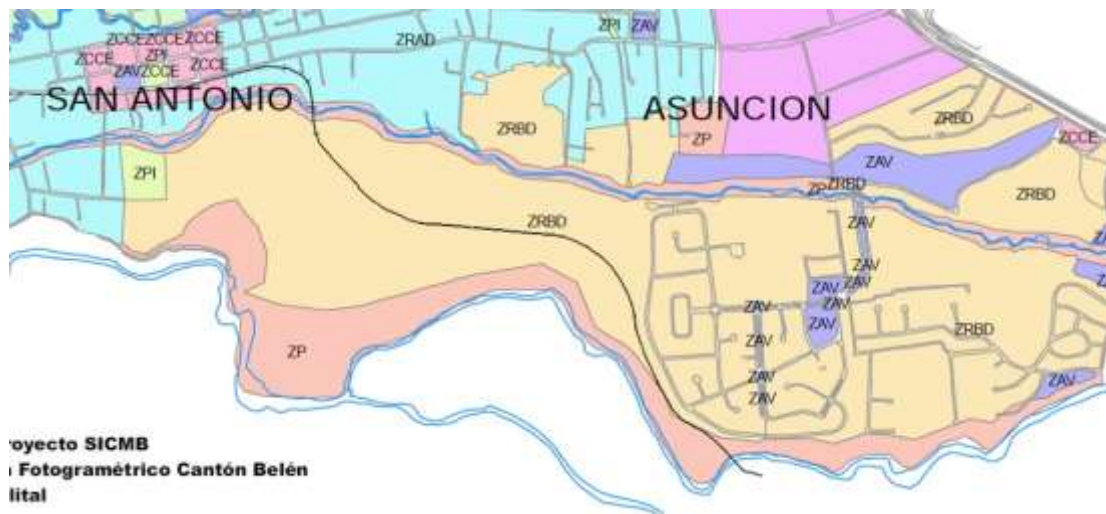 ZPI
ZAV
ZCCE
ZCCE
ZCCE
ZRAD
ZCCE
ZPI
ZCCE
ZAV
ZCCE
SAN ANTONIO
ASUNCION
ZRBD
ZRBD
ZP
ZCCE
ZPI
ZAV
ZP
ZRBD
ZRBD
ZRBD
ZAV
ZAV
ZAV
ZAV
ZAV
ZAV
ZAV
ZAV
ZRBD
ZP
ZAV
ZAV
ZAV
royecto SICMB
Fotogramétrico Cantón Belén